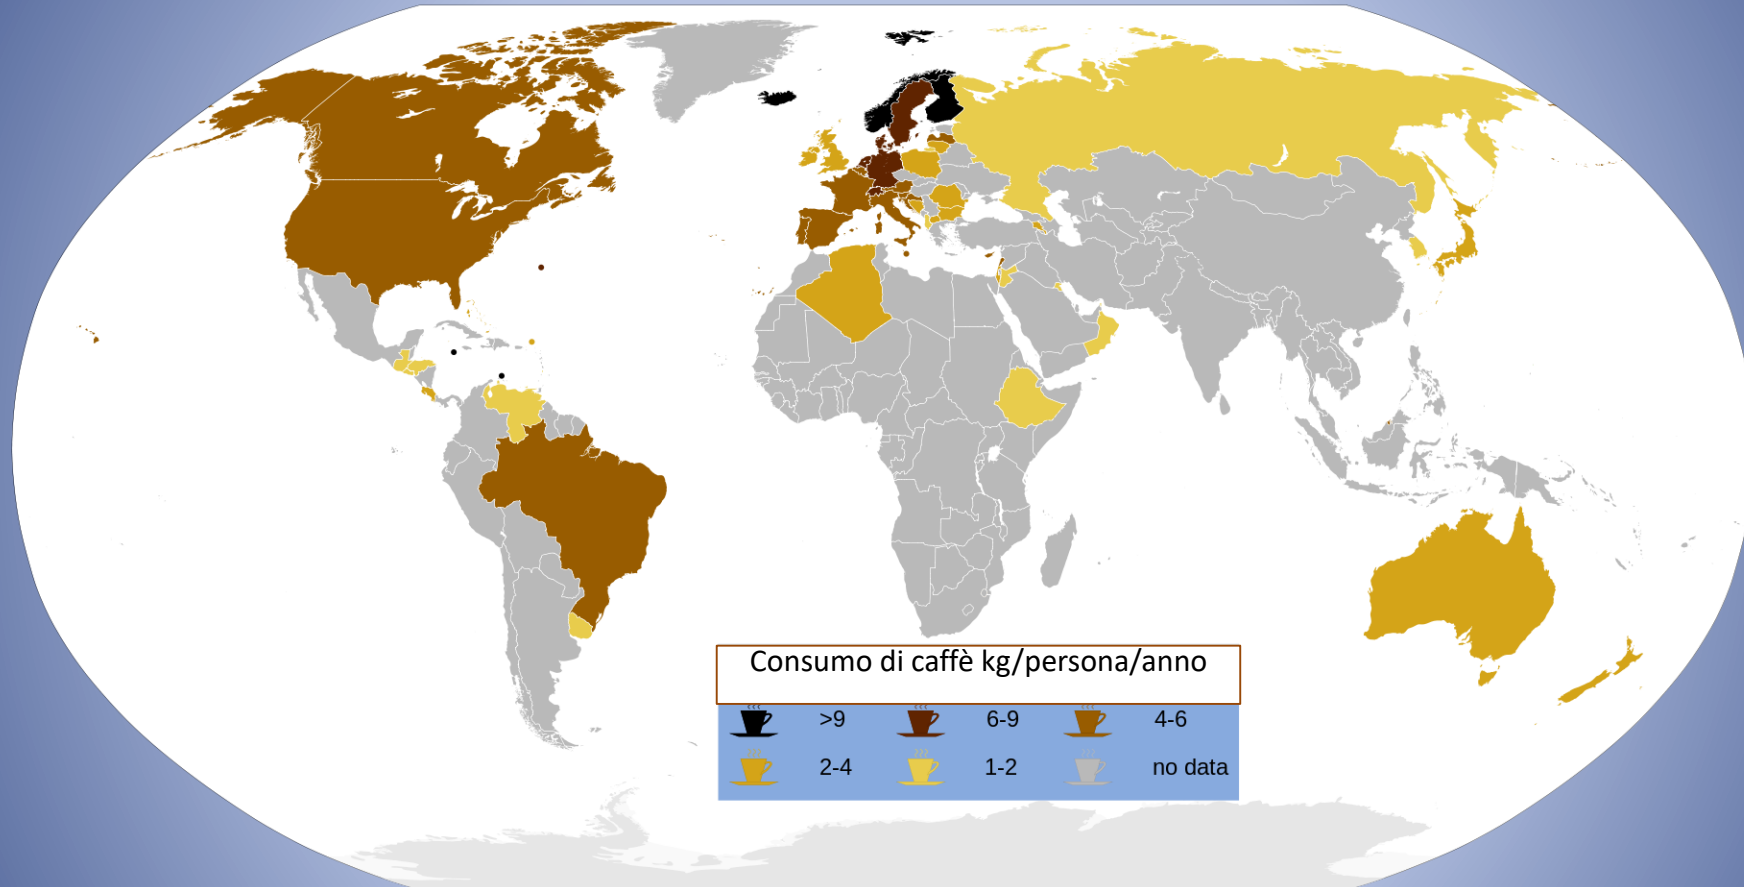 Consumo di caffè kg/persona/anno
>9 6-9 4-6
2-4 1-2 no data